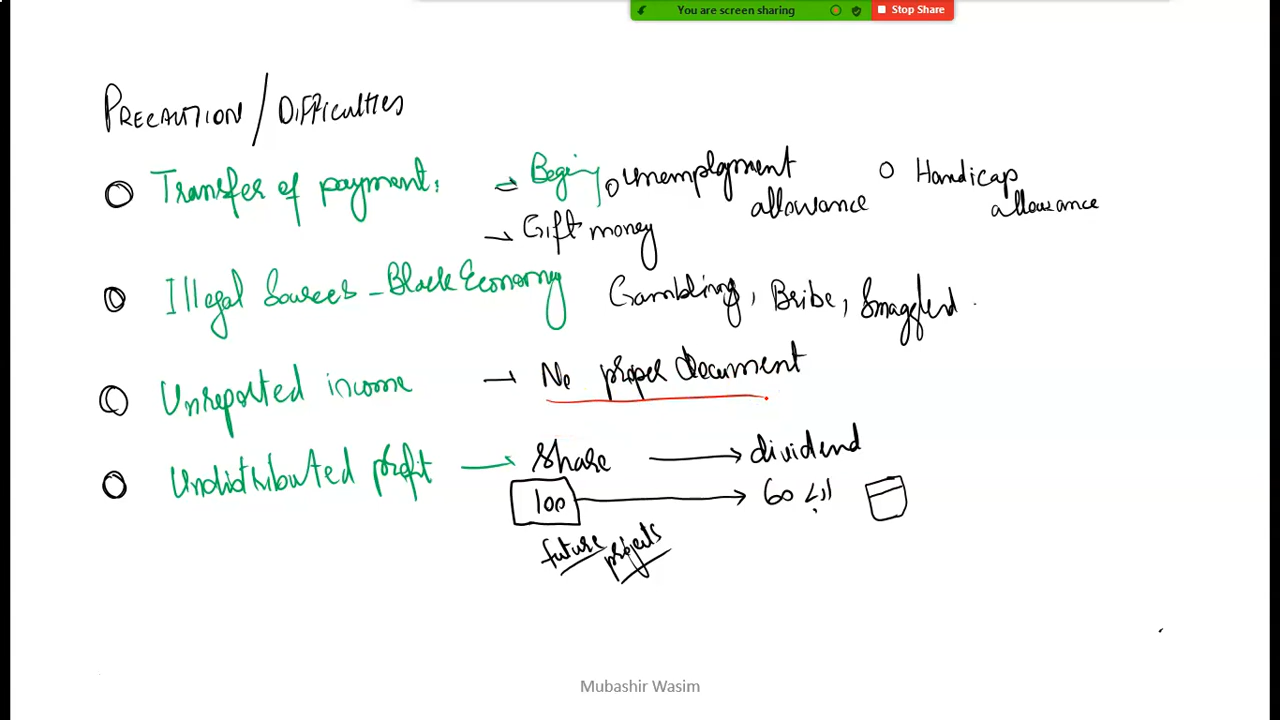 You are screen sharing Stop Share
PRECAUTION / DIFFICULTIES
Transfer of payment: Beging Unemployment allowance Handicap allowance
Gift money
Illegal Sources - Black Economy Gambling, Bribe,
Unreported income → No proper document
Undistributed profit → Share → dividend
100 → 60
future projects
Mubashir Wasim